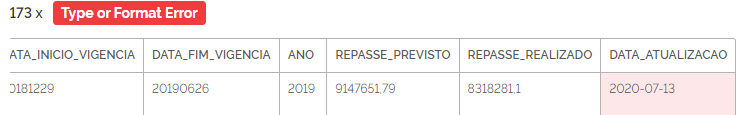 173 x Type or Format Error
ATA_INICIO_VIGENCIA DATA_FIM_VIGENCIA ANO REPASSE_PREVISTO REPASSE_REALIZADO DATA_ATUALIZACAO
0181229 20190626 2019 9147651,79 8318281,1 2020-07-13